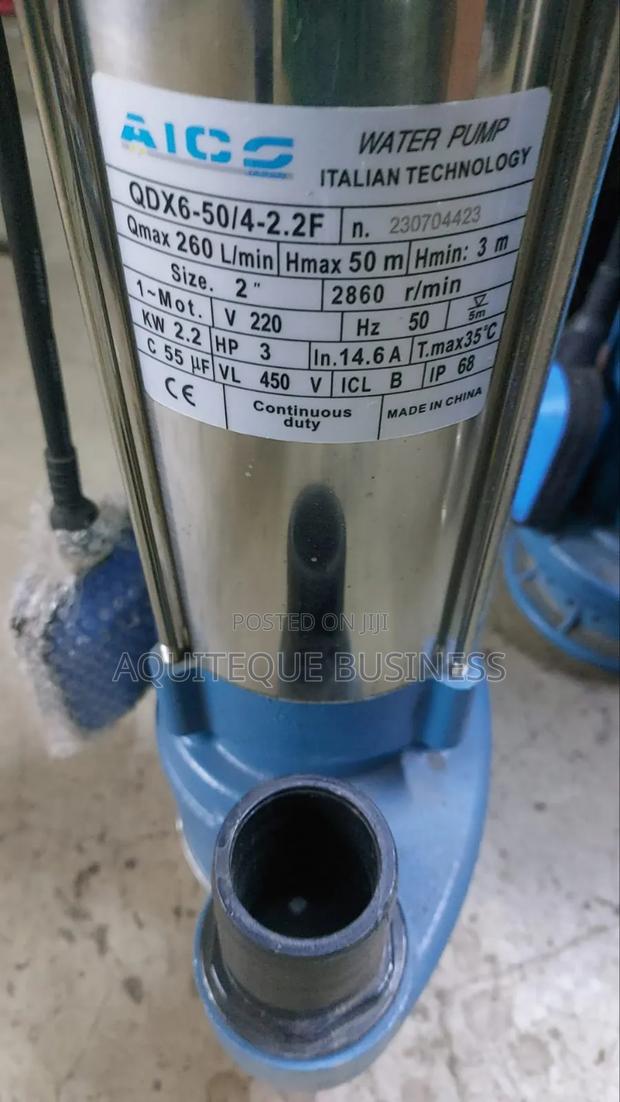 AICS
WATER PUMP
ITALIAN TECHNOLOGY
QDX6-50/4-2.2F n. 230704423
Qmax 260 L/min Hmax 50 m Hmin: 3 m
Size. 2" 2860 r/min
1~Mot. V 220 Hz 50 5m
KW 2.2 HP 3 In.14.6A T.max35℃
C 55 µF VL 450 V ICL B IP 68
CE Continuous duty MADE IN CHINA
POSTED ON JIJI
AQUITEQUE BUSINESS